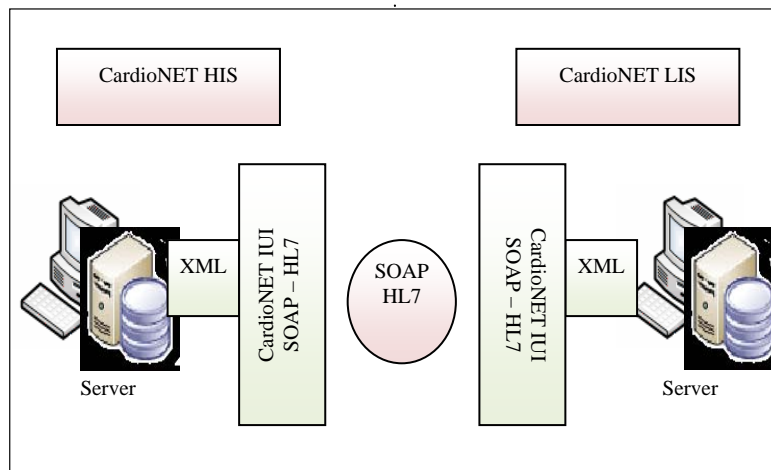 CardioNET HIS
CardioNET LIS
XML
CardioNET IUI
SOAP – HL7
SOAP
HL7
CardioNET IUI
SOAP – HL7
XML
Server
Server